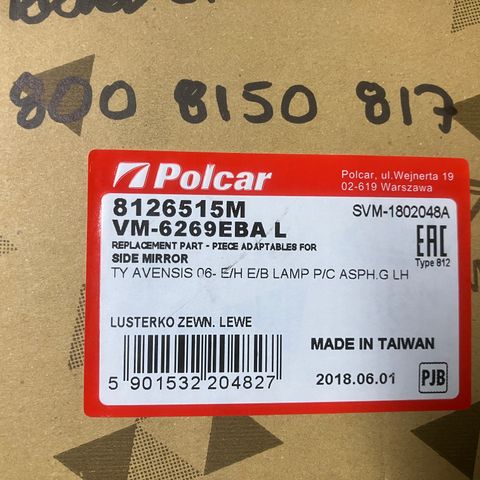 800 8150 817
Polcar
Polcar, ul.Wejnerta 19
02-619 Warszawa
8126515M
SVM-1802048A
VM-6269EBA L
REPLACEMENT PART - PIECE ADAPTABLES FOR
SIDE MIRROR
EAC
Type 812
TY AVENSIS 06- E/H E/B LAMP P/C ASPH.G LH
LUSTERKO ZEWN. LEWE
MADE IN TAIWAN
5 901532 204827
2018.06.01
PJB